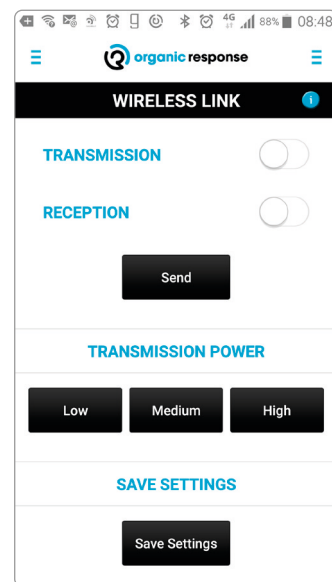 4G 88% 08:48
organic response
WIRELESS LINK i
TRANSMISSION
RECEPTION
Send
TRANSMISSION POWER
Low Medium High
SAVE SETTINGS
Save Settings